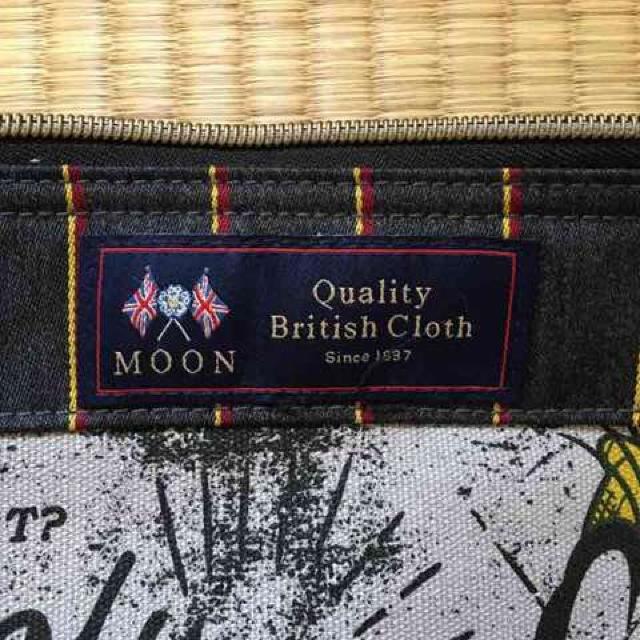 MOON
Quality
British Cloth
Since 1837
T?